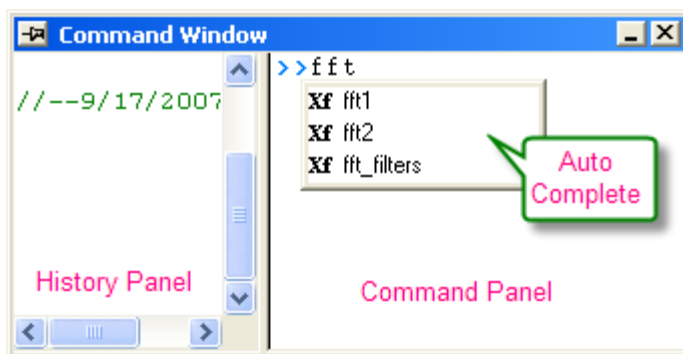 Command Window
//--9/17/2007
History Panel
>>fft
Xf fft1
Xf fft2
Xf fft_filters
Auto
Complete
Command Panel